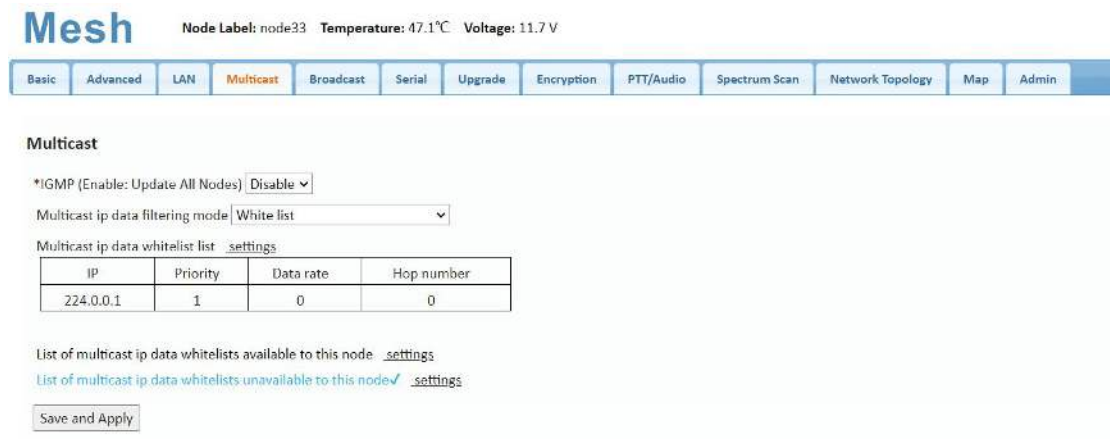 Mesh Node Label: node33 Temperature: 47.1℃ Voltage: 11.7 V
Basic Advanced LAN Multicast Broadcast Serial Upgrade Encryption PTT/Audio Spectrum Scan Network Topology Map Admin
Multicast
*IGMP (Enable: Update All Nodes) Disable
Multicast ip data filtering mode White list
Multicast ip data whitelist list settings
IP Priority Data rate Hop number
224.0.0.1 1 0 0
List of multicast ip data whitelists available to this node settings
List of multicast ip data whitelists unavailable to this node✓ settings
Save and Apply